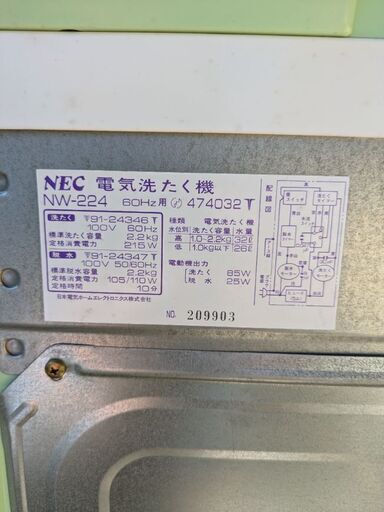 NEC 電気洗たく機
NW-224 60Hz用 474032
洗たく 91-24346
100V 60Hz
標準洗たく容量 2.2kg
定格消費電力 215W
脱水 91-24347
100V 50/60Hz
標準脱水容量 2.2kg
定格消費電力 105/110W
定格時間 10分
日本電気ホームエレクトロニクス株式会社
種類 電気洗たく機
水位別 洗たく容量 水量
高 1.0-2.2kg 32ℓ
低 1.0kg以下 26ℓ
電動機出力
洗たく 85W
脱水 25W
NO. 209903
配線図